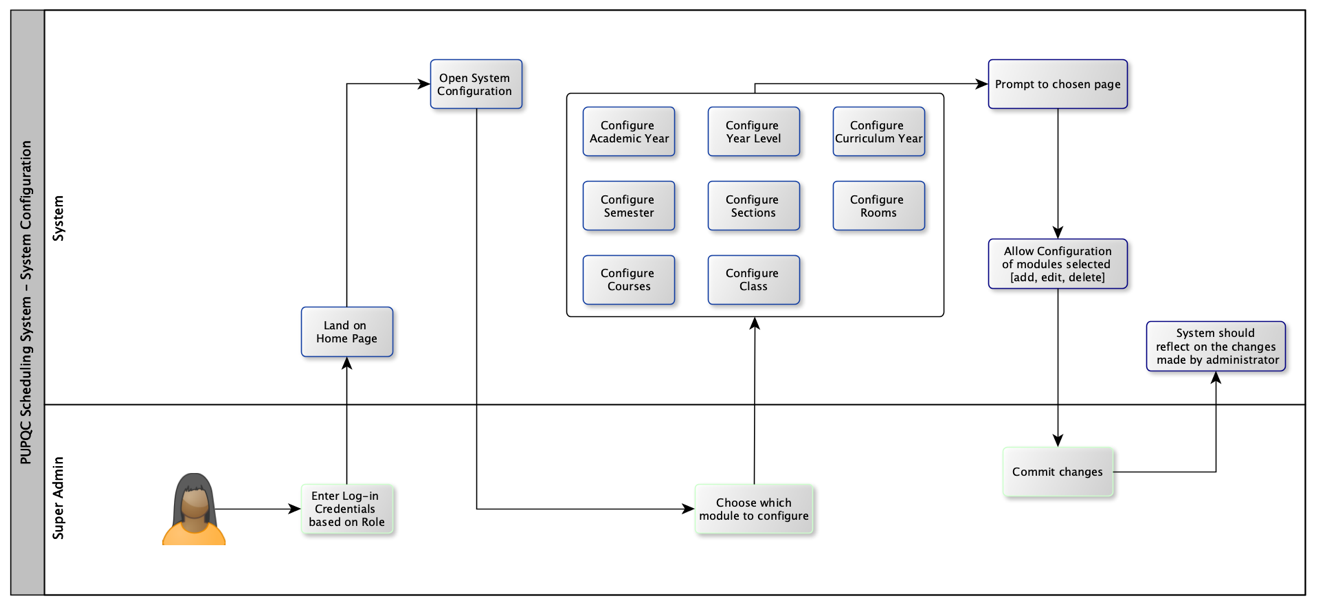 PUPQC Scheduling System - System Configuration
System
Open System
Configuration
Land on
Home Page
Configure
Academic Year
Configure
Year Level
Configure
Curriculum Year
Configure
Semester
Configure
Sections
Configure
Rooms
Configure
Courses
Configure
Class
Prompt to chosen page
Allow Configuration
of modules selected
[add, edit, delete]
System should
reflect on the changes
made by administrator
Super Admin
Enter Log-in
Credentials
based on Role
Choose which
module to configure
Commit changes